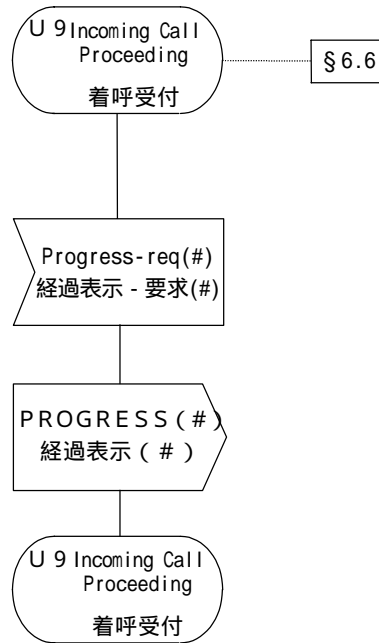 U 9 Incoming Call
Proceeding
着呼受付
§6.6
Progress-req(#)
経過表示 - 要求(#)
PROGRESS(#)
経過表示(#)
U 9 Incoming Call
Proceeding
着呼受付